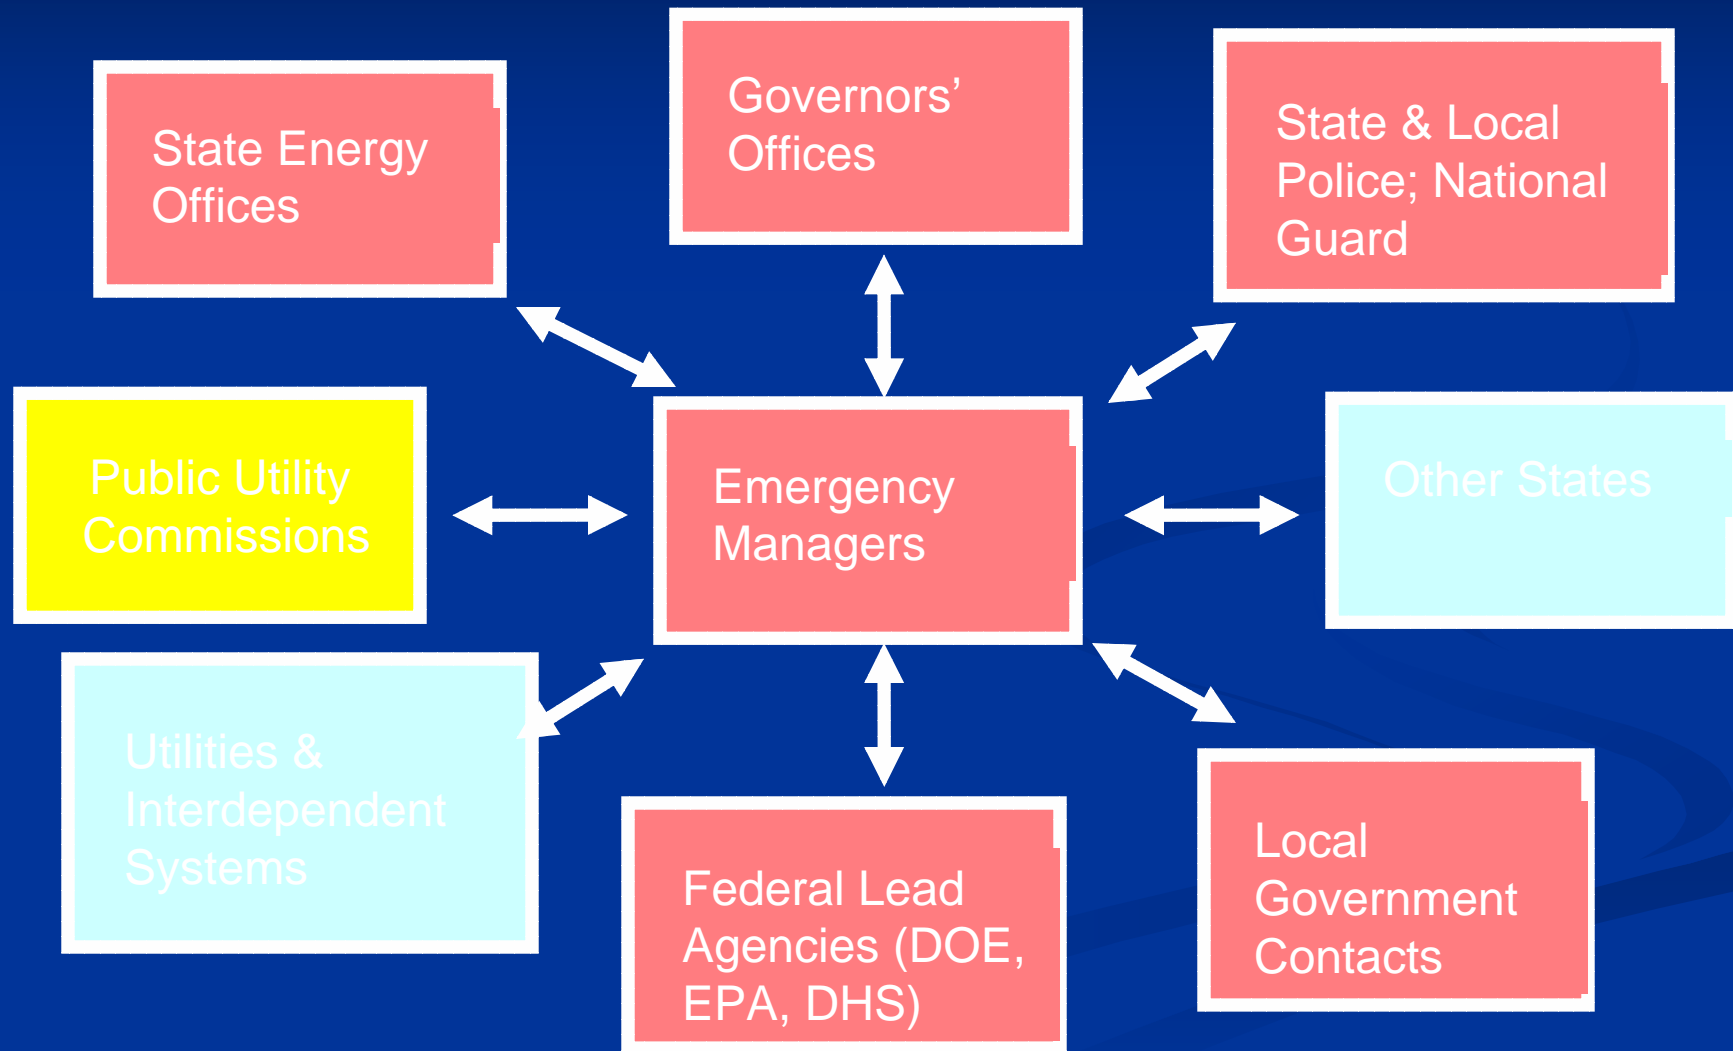 State Energy
Offices
Governors’
Offices
State & Local
Police; National
Guard
Public Utility
Commissions
Emergency
Managers
Other States
Utilities &
Interdependent
Systems
Federal Lead
Agencies (DOE,
EPA, DHS)
Local
Government
Contacts